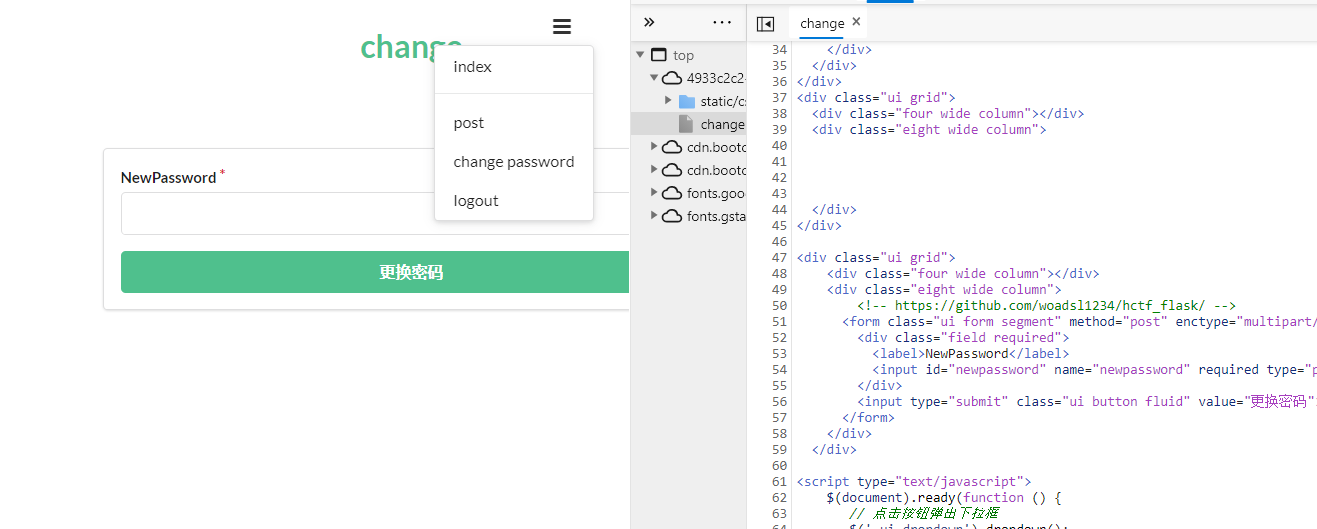 change
index
post
change password
logout
NewPassword *
更换密码
top
4933c2c2-
static/cs
change
cdn.bootc
cdn.bootc
fonts.goo
fonts.gsta
change ×
34 </div>
35 </div>
36 </div>
37 <div class="ui grid">
38 <div class="four wide column"></div>
39 <div class="eight wide column">
40
41
42
43
44 </div>
45 </div>
46
47 <div class="ui grid">
48 <div class="four wide column"></div>
49 <div class="eight wide column">
50 <!-- https://github.com/woadsl1234/hctf_flask/ -->
51 <form class="ui form segment" method="post" enctype="multipart/
52 <div class="field required">
53 <label>NewPassword</label>
54 <input id="newpassword" name="newpassword" required type="p
55 </div>
56 <input type="submit" class="ui button fluid" value="更换密码"
57 </form>
58 </div>
59 </div>
60
61 <script type="text/javascript">
62 $(document).ready(function () {
63 // 点击按钮弹出下拉框
64 $('.ui.dropdown').dropdown();